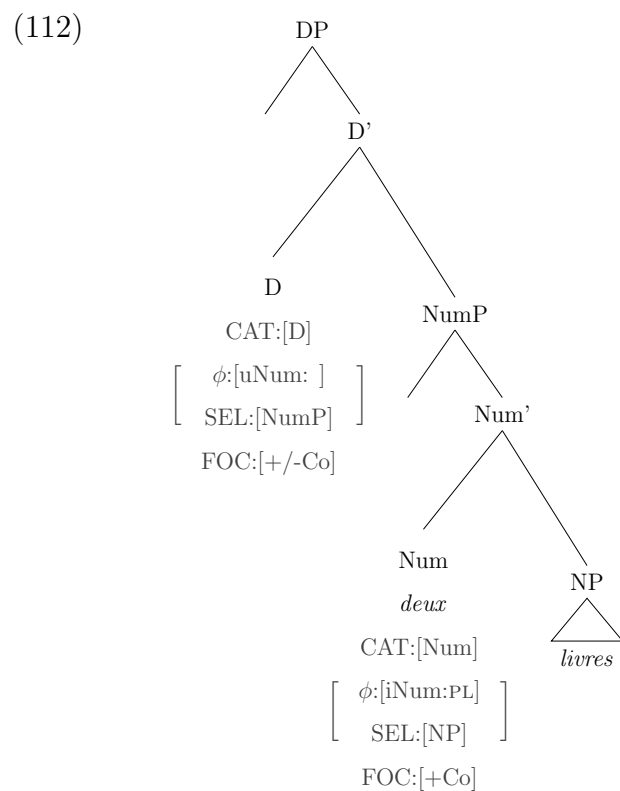 (112)
DP
D’
D
CAT:[D]
ϕ:[uNum: ]
SEL:[NumP]
FOC:[+/-Co]
NumP
Num’
Num
deux
CAT:[Num]
ϕ:[iNum:PL]
SEL:[NP]
FOC:[+Co]
NP
livres